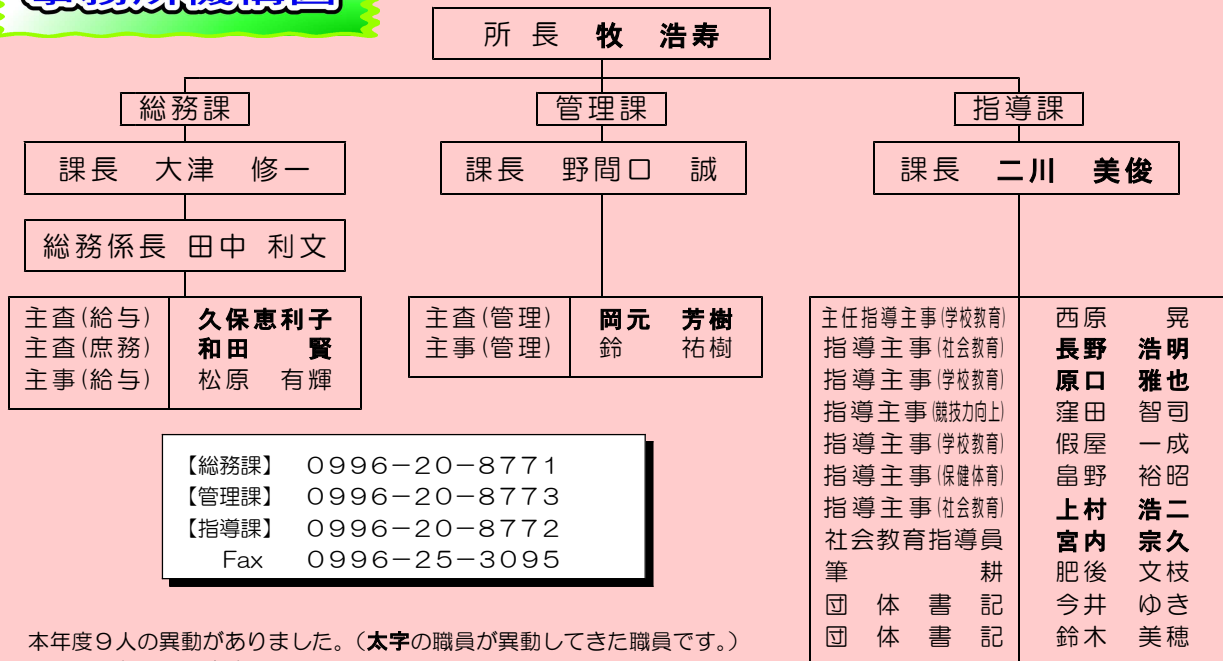 事務所機構図
所長 牧 浩寿
総務課 管理課 指導課
課長 大津 修一 課長 野間口 誠 課長 二川 美俊
総務係長 田中 利文
主査(給与) 久保恵利子
主査(庶務) 和田 賢
主事(給与) 松原 有輝
主査(管理) 岡元 芳樹
主事(管理) 鈴 祐樹
主任指導主事(学校教育) 西原 晃
指導主事(社会教育) 長野 浩明
指導主事(学校教育) 原口 雅也
指導主事(競技力向上) 窪田 智司
指導主事(学校教育) 假屋 一成
指導主事(保健体育) 畠野 裕昭
指導主事(社会教育) 上村 浩二
社会教育指導員 宮内 宗久
筆耕 肥後 文枝
団体書記 今井 ゆき
団体書記 鈴木 美穂
【総務課】 0996-20-8771
【管理課】 0996-20-8773
【指導課】 0996-20-8772
Fax 0996-25-3095
本年度9人の異動がありました。(太字の職員が異動してきた職員です。)